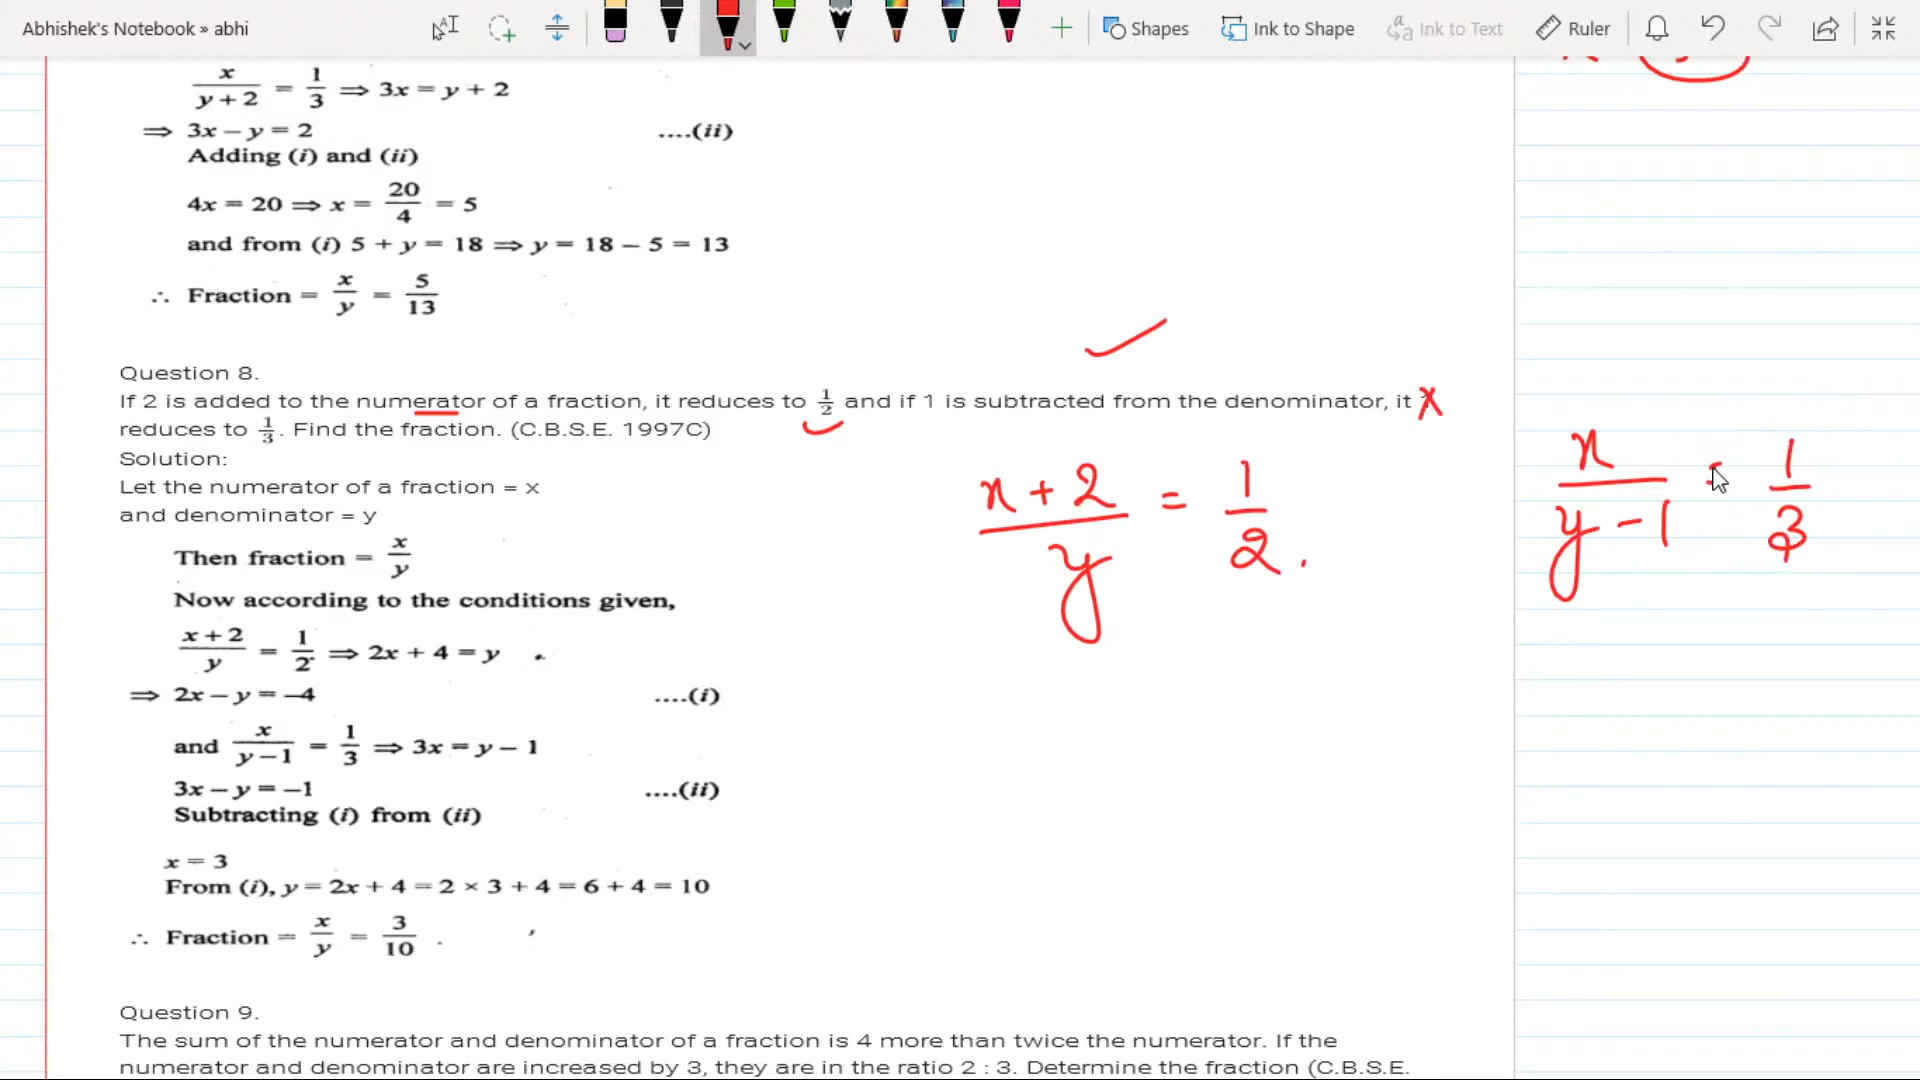 Abhishek's Notebook » abhi
Shapes
Ink to Shape
Ink to Text
Ruler
x/(y + 2) = 1/3 ⇒ 3x = y + 2
⇒ 3x – y = 2 ....(ii)
Adding (i) and (ii)
4x = 20 ⇒ x = 20/4 = 5
and from (i) 5 + y = 18 ⇒ y = 18 – 5 = 13
∴ Fraction = x/y = 5/13
Question 8.
If 2 is added to the numerator of a fraction, it reduces to 1/2 and if 1 is subtracted from the denominator, it
reduces to 1/3. Find the fraction. (C.B.S.E. 1997C)
Solution:
Let the numerator of a fraction = x
and denominator = y
Then fraction = x/y
Now according to the conditions given,
(x + 2)/y = 1/2 ⇒ 2x + 4 = y
⇒ 2x – y = –4 ....(i)
and x/(y – 1) = 1/3 ⇒ 3x = y – 1
3x – y = –1 ....(ii)
Subtracting (i) from (ii)
x = 3
From (i), y = 2x + 4 = 2 × 3 + 4 = 6 + 4 = 10
∴ Fraction = x/y = 3/10.
(x + 2)/y = 1/2.
x/(y – 1) = 1/3
Question 9.
The sum of the numerator and denominator of a fraction is 4 more than twice the numerator. If the
numerator and denominator are increased by 3, they are in the ratio 2 : 3. Determine the fraction (C.B.S.E.